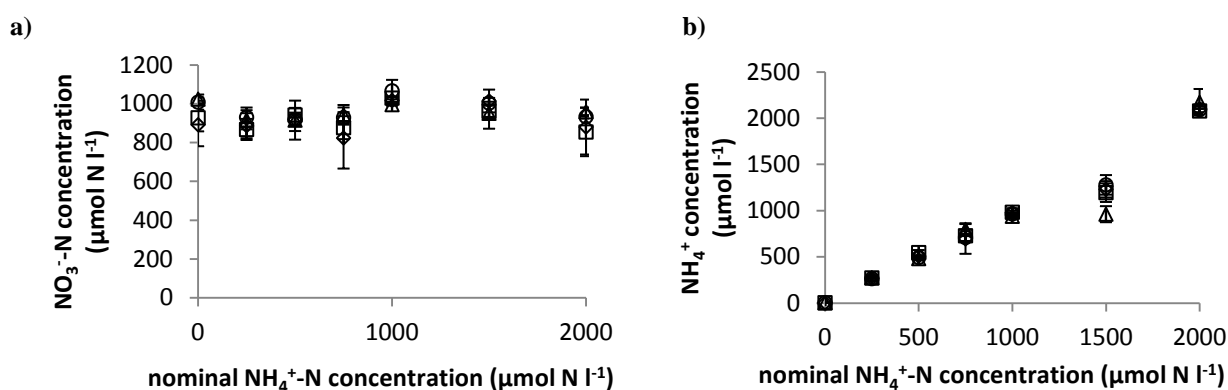 a)
NO₃⁻-N concentration
(µmol N l⁻¹)
1200
1000
800
600
400
200
0
0
1000
2000
nominal NH₄⁺-N concentration (µmol N l⁻¹)
b)
NH₄⁺ concentration
(µmol l⁻¹)
2500
2000
1500
1000
500
0
0
500
1000
1500
2000
nominal NH₄⁺-N concentration (µmol N l⁻¹)